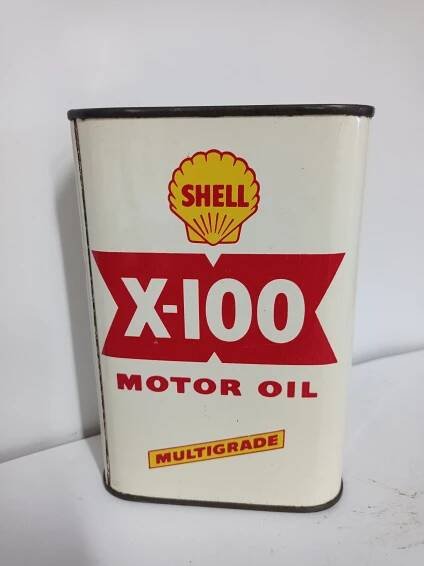 SHELL
X-100
MOTOR OIL
MULTIGRADE